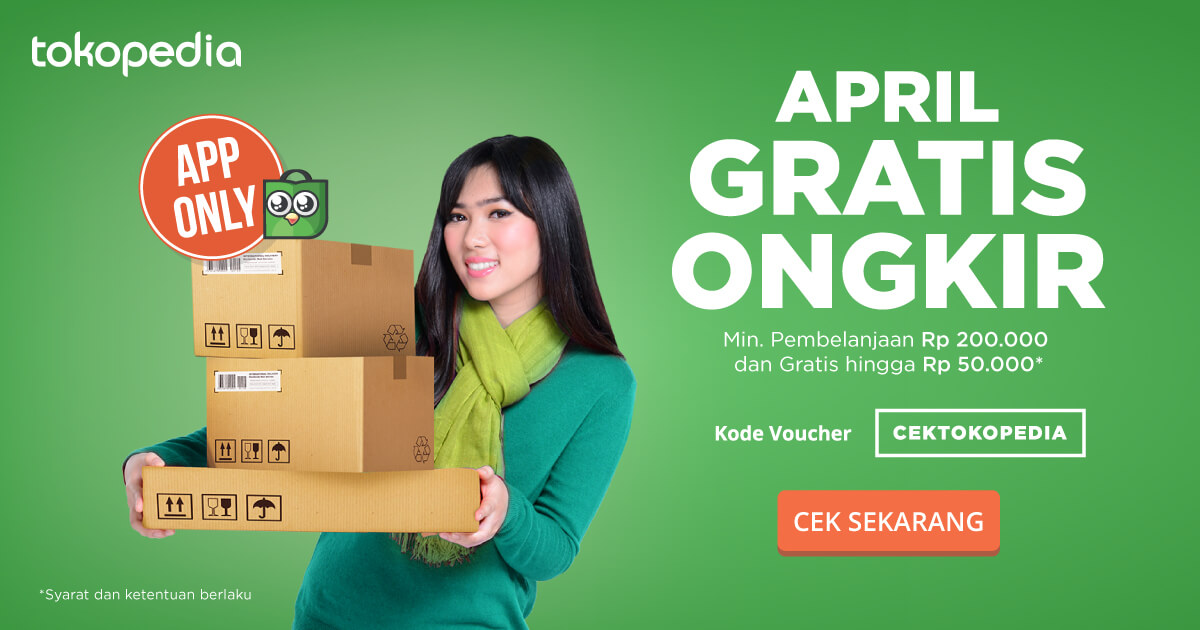 tokopedia
APP
ONLY
APRIL
GRATIS
ONGKIR
Min. Pembelanjaan Rp 200.000
dan Gratis hingga Rp 50.000*
Kode Voucher CEKTOKOPEDIA
CEK SEKARANG
*Syarat dan ketentuan berlaku